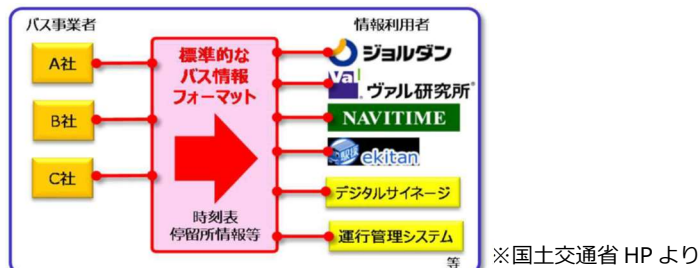 バス事業者
情報利用者
A社
B社
C社
標準的な
バス情報
フォーマット
時刻表
停留所情報等
ジョルダン
Val
ヴァル研究所
NAVITIME
駅探
ekitan
デジタルサイネージ
運行管理システム
等
※国土交通省 HP より